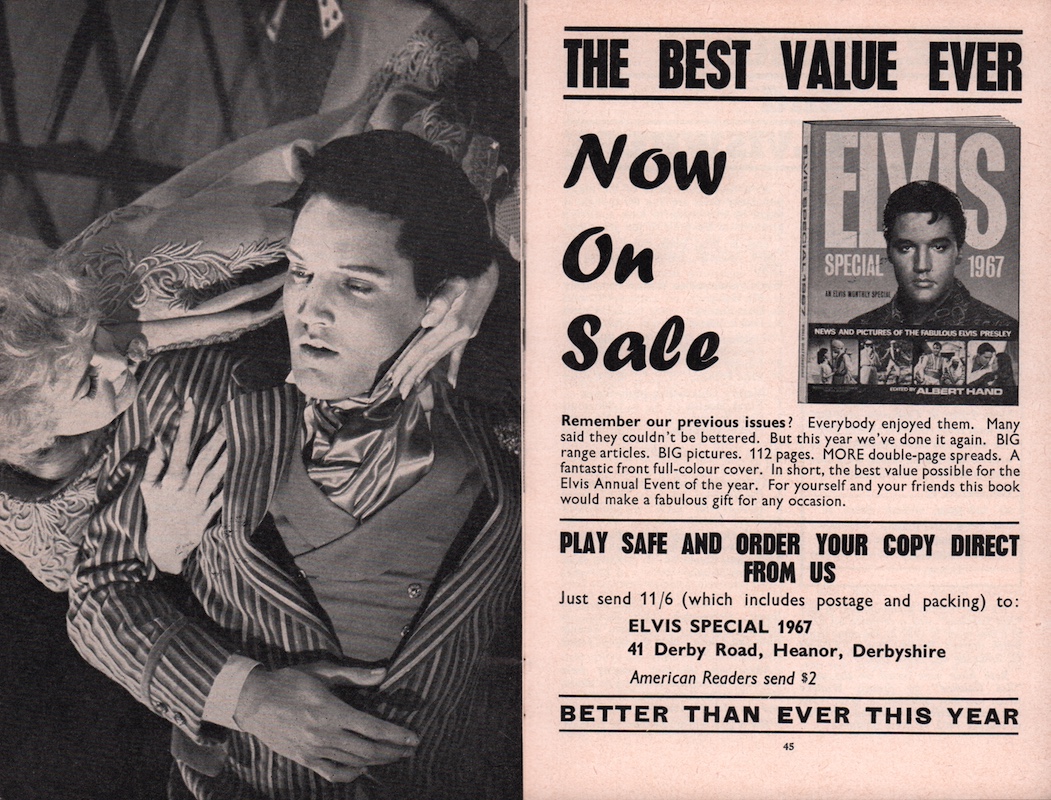 THE BEST VALUE EVER
Now
On
Sale
ELVIS SPECIAL 1967
ELVIS
SPECIAL 1967
AN ELVIS MONTHLY SPECIAL
NEWS AND PICTURES OF THE FABULOUS ELVIS PRESLEY
EDITED BY ALBERT HAND
Remember our previous issues? Everybody enjoyed them. Many
said they couldn't be bettered. But this year we've done it again. BIG
range articles. BIG pictures. 112 pages. MORE double-page spreads. A
fantastic front full-colour cover. In short, the best value possible for the
Elvis Annual Event of the year. For yourself and your friends this book
would make a fabulous gift for any occasion.
PLAY SAFE AND ORDER YOUR COPY DIRECT
FROM US
Just send 11/6 (which includes postage and packing) to:
ELVIS SPECIAL 1967
41 Derby Road, Heanor, Derbyshire
American Readers send $2
BETTER THAN EVER THIS YEAR
45